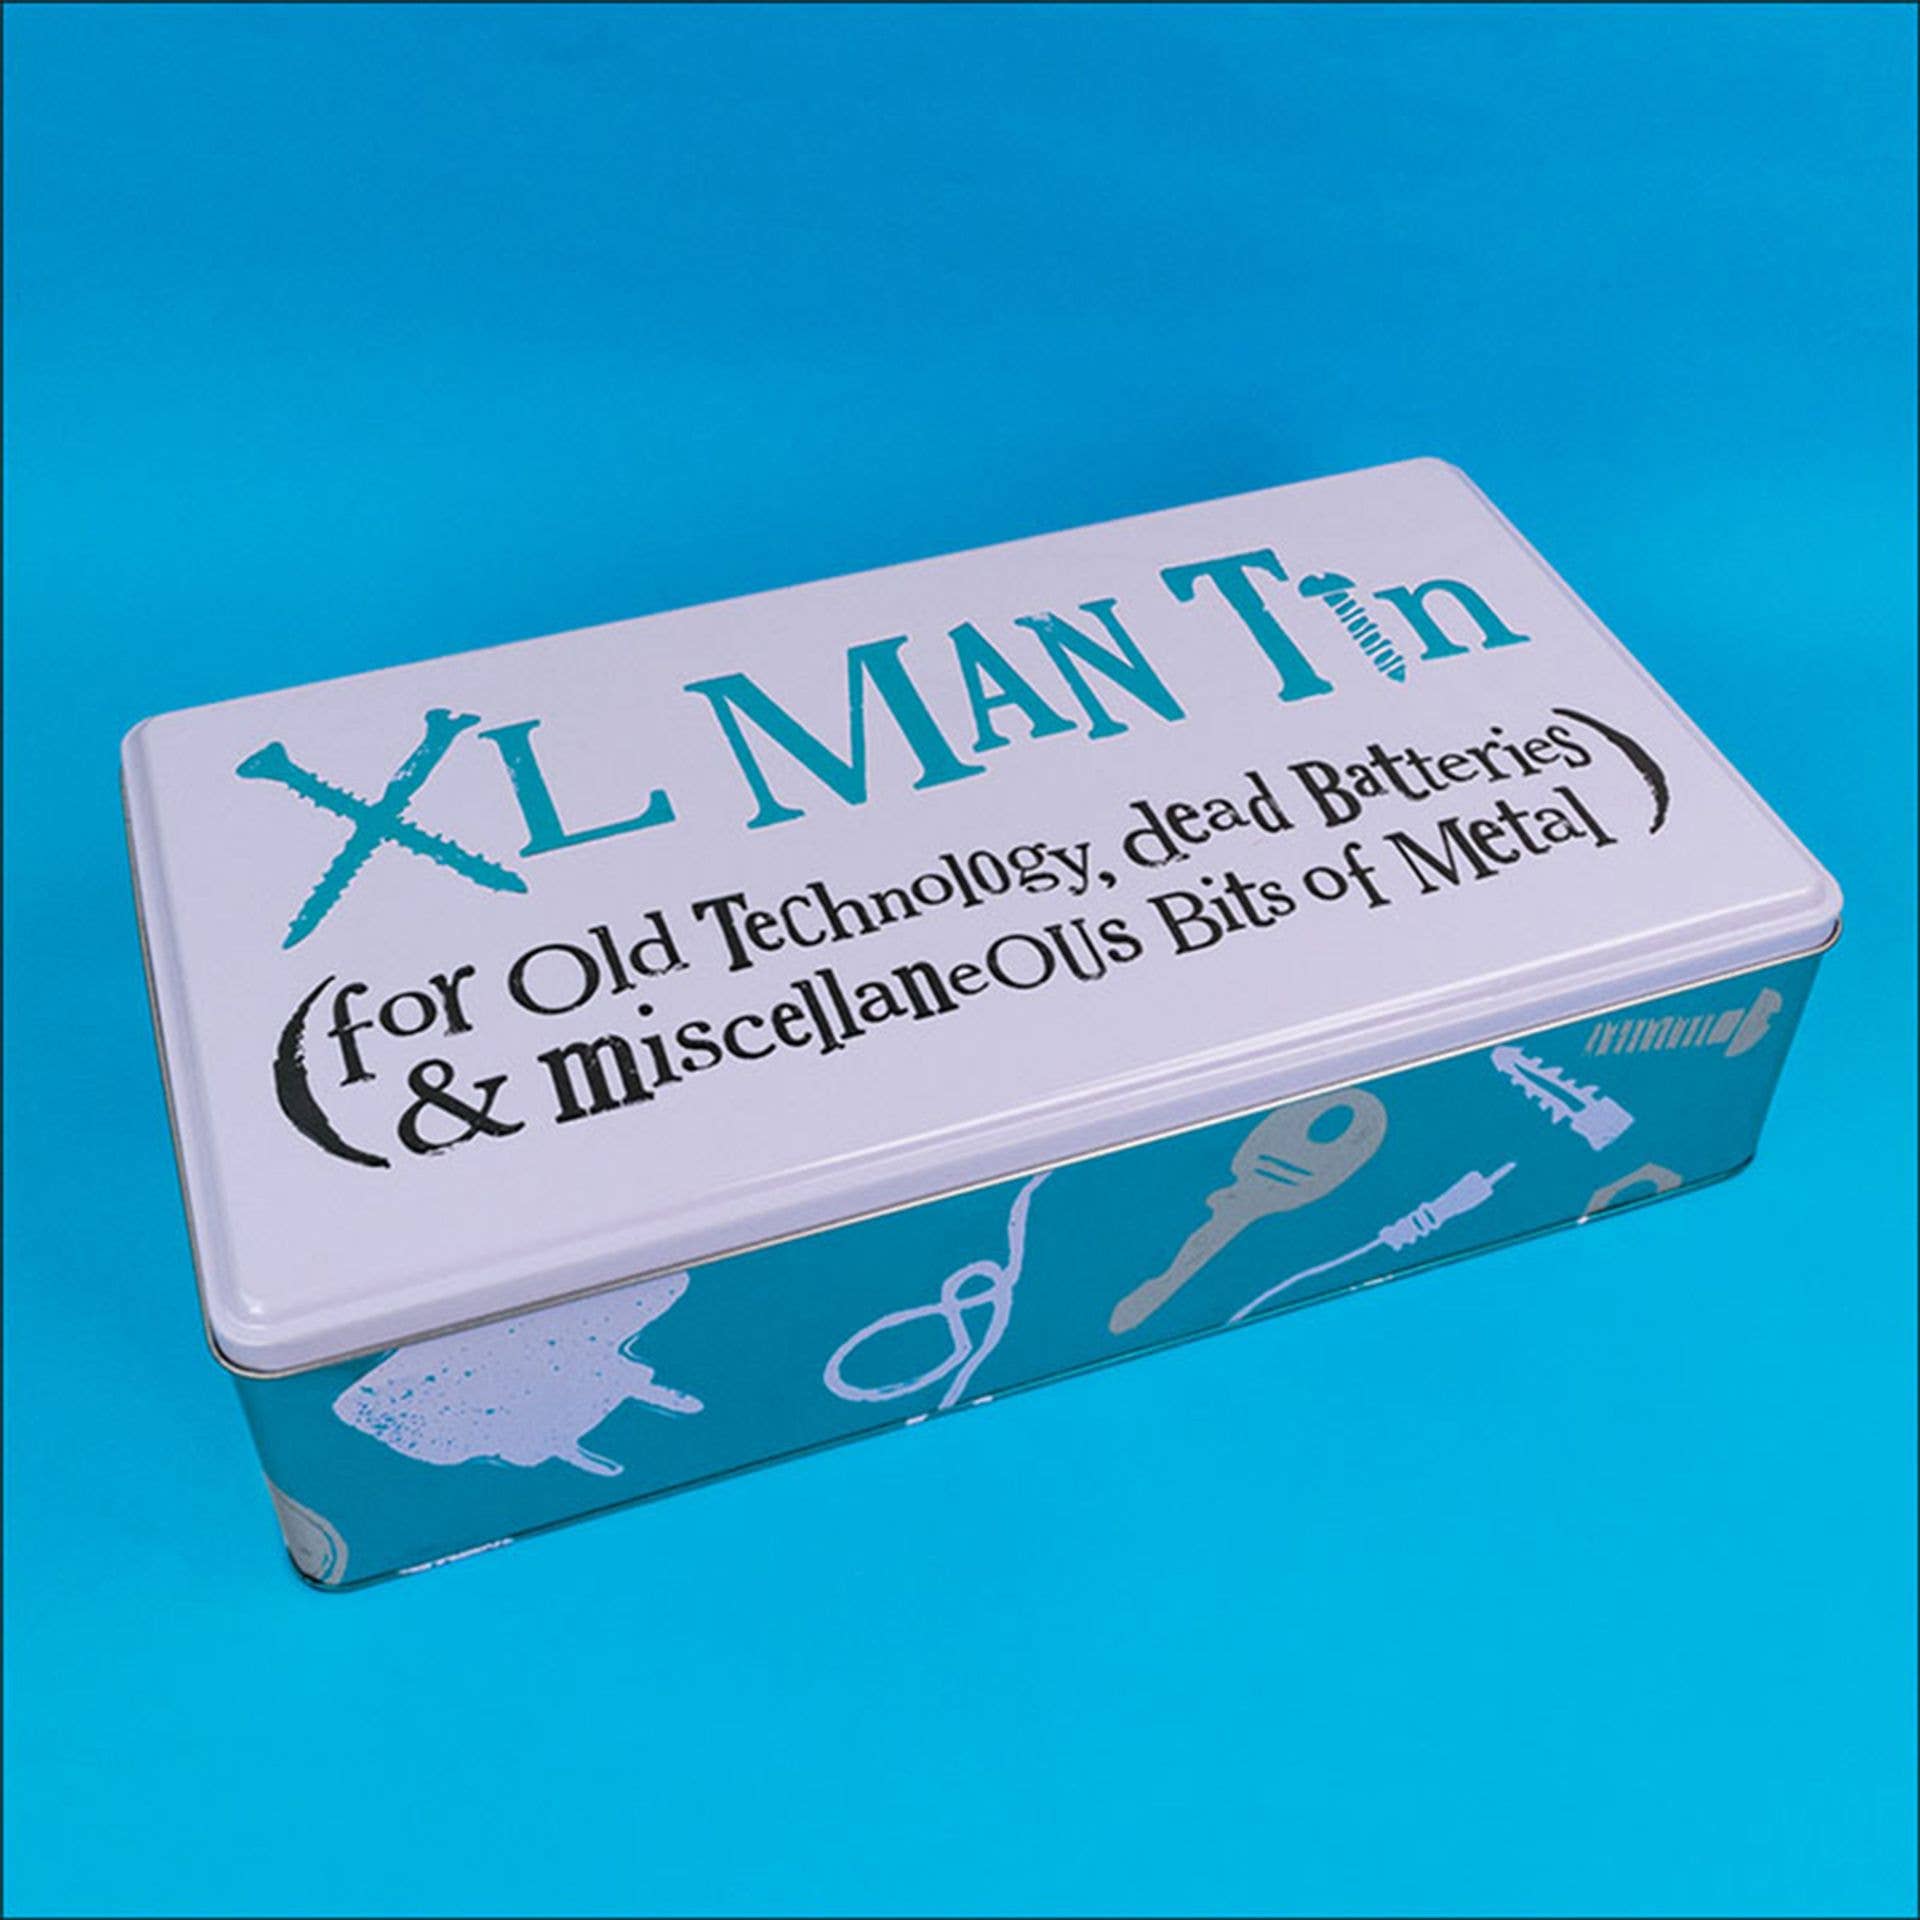 XL MAN Tin
(for Old Technology, dead Batteries
& miscellaneous Bits of Metal)